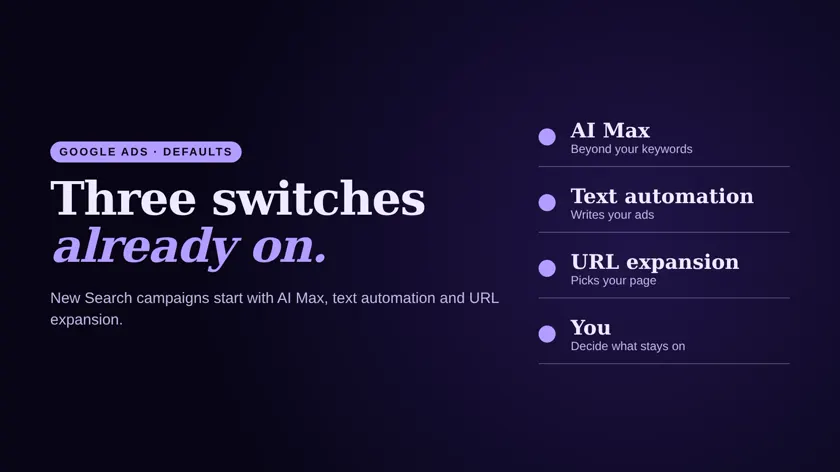 GOOGLE ADS · DEFAULTS
Three switches
already on.
New Search campaigns start with AI Max, text automation and URL
expansion.
AI Max
Beyond your keywords
Text automation
Writes your ads
URL expansion
Picks your page
You
Decide what stays on